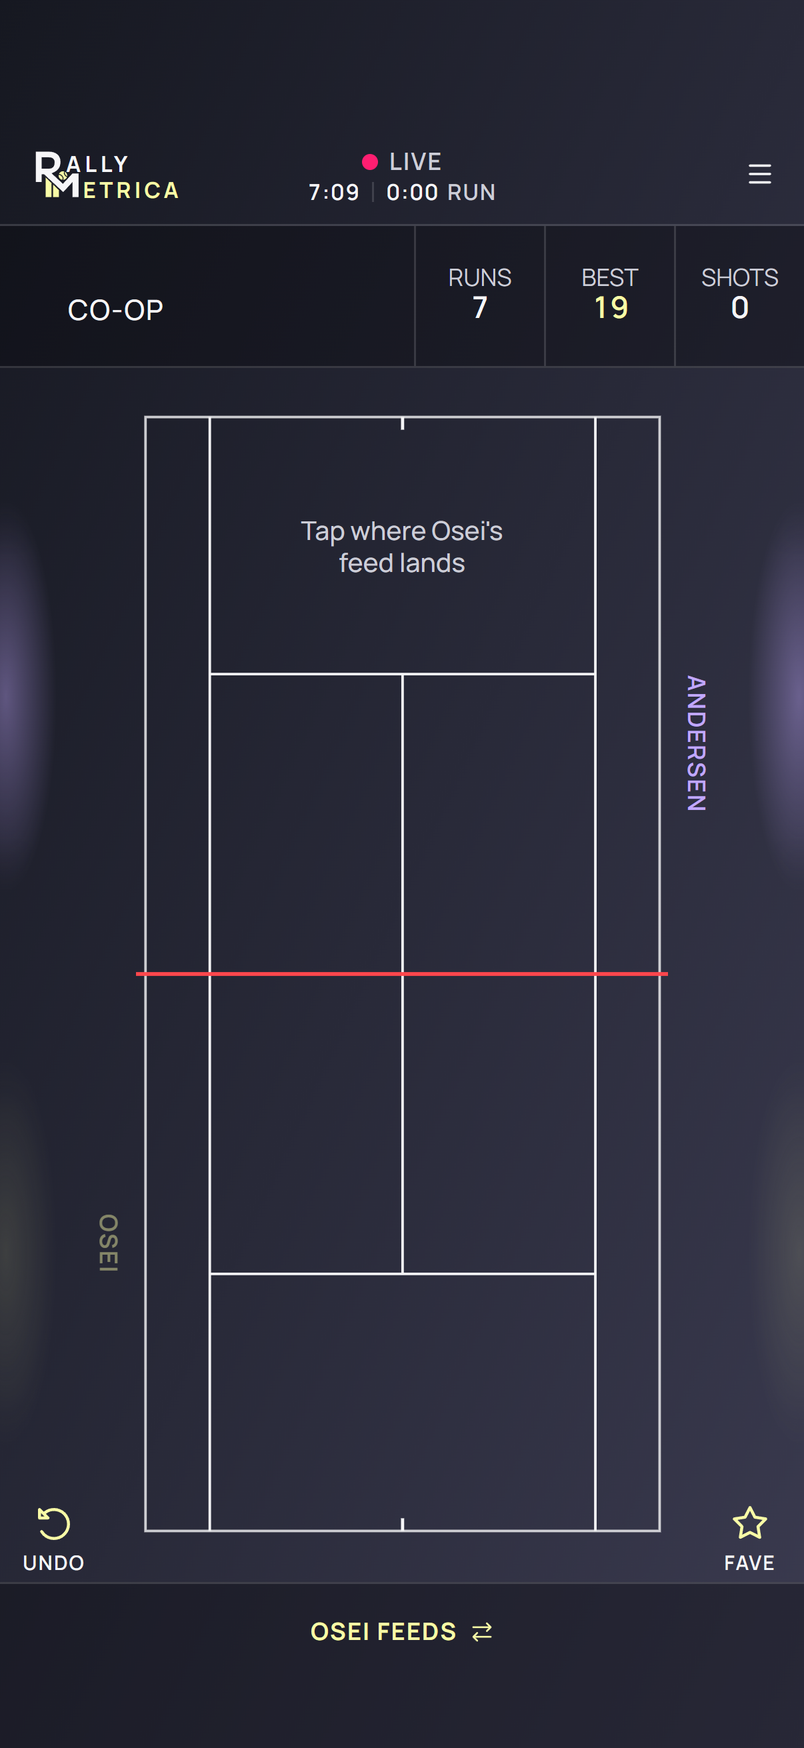 RALLY
METRICA
LIVE
7:09 | 0:00 RUN
CO-OP
RUNS
7
BEST
19
SHOTS
0
Tap where Osei's
feed lands
ANDERSEN
OSEI
UNDO
FAVE
OSEI FEEDS